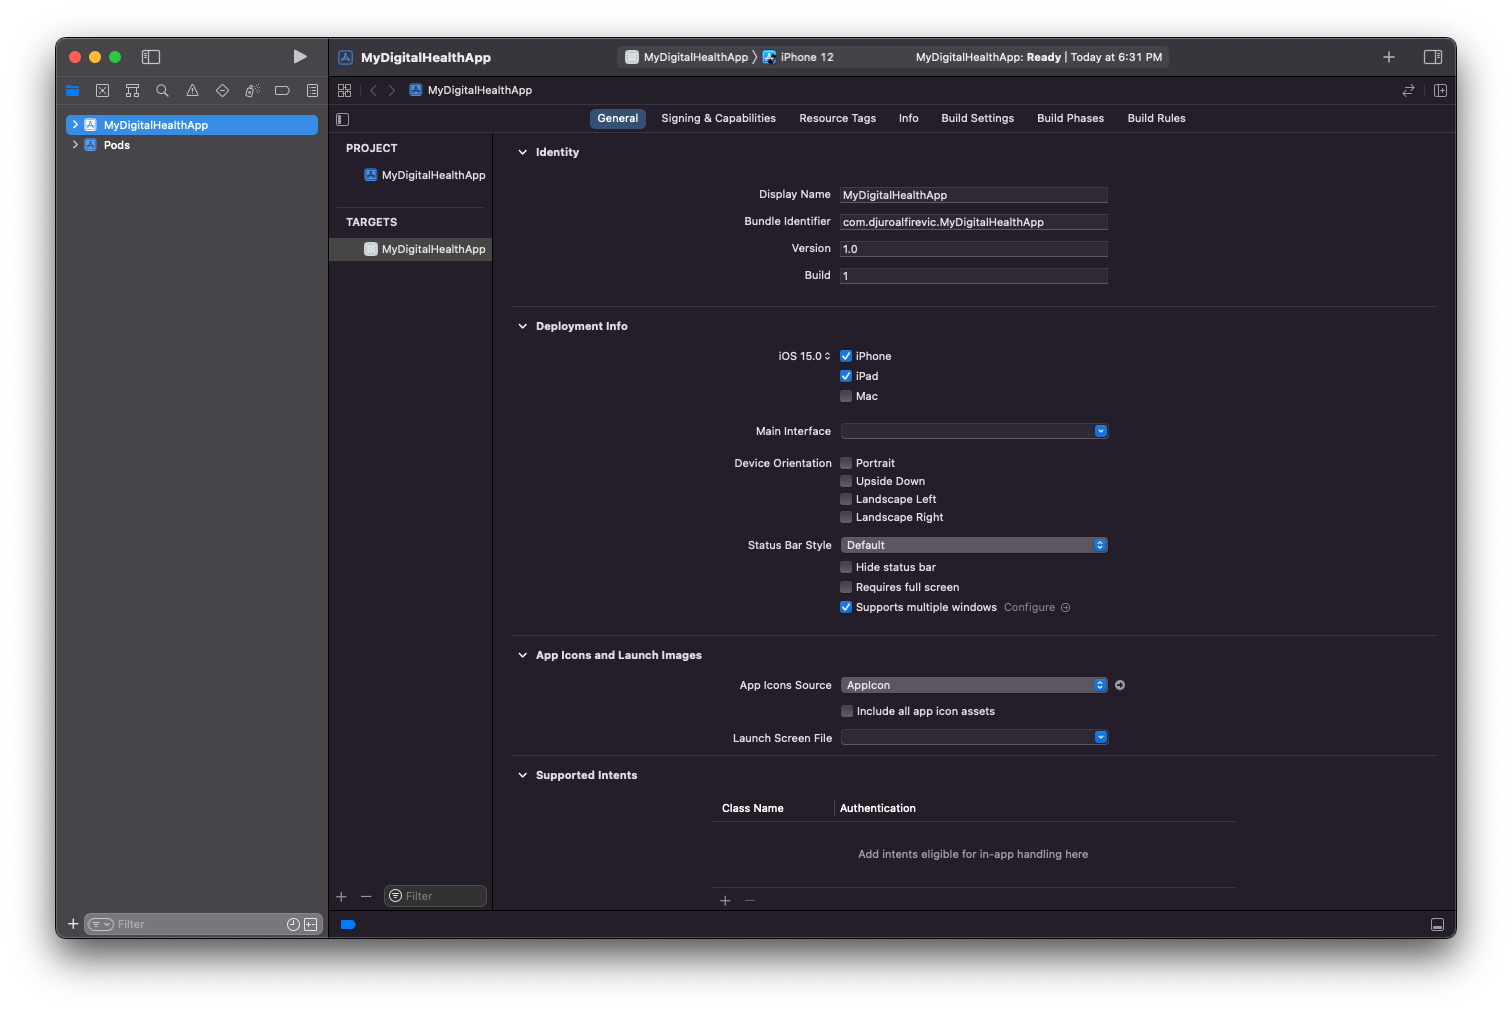 MyDigitalHealthApp
MyDigitalHealthApp
iPhone 12
MyDigitalHealthApp: Ready | Today at 6:31 PM
MyDigitalHealthApp
MyDigitalHealthApp
Pods
General
Signing & Capabilities
Resource Tags
Info
Build Settings
Build Phases
Build Rules
PROJECT
MyDigitalHealthApp
TARGETS
MyDigitalHealthApp
Filter
Filter
Identity
Display Name MyDigitalHealthApp
Bundle Identifier com.djuroalfirevic.MyDigitalHealthApp
Version 1.0
Build 1
Deployment Info
iOS 15.0 iPhone
iPad
Mac
Main Interface
Device Orientation Portrait
Upside Down
Landscape Left
Landscape Right
Status Bar Style Default
Hide status bar
Requires full screen
Supports multiple windows Configure
App Icons and Launch Images
App Icons Source AppIcon
Include all app icon assets
Launch Screen File
Supported Intents
Class Name Authentication
Add intents eligible for in-app handling here